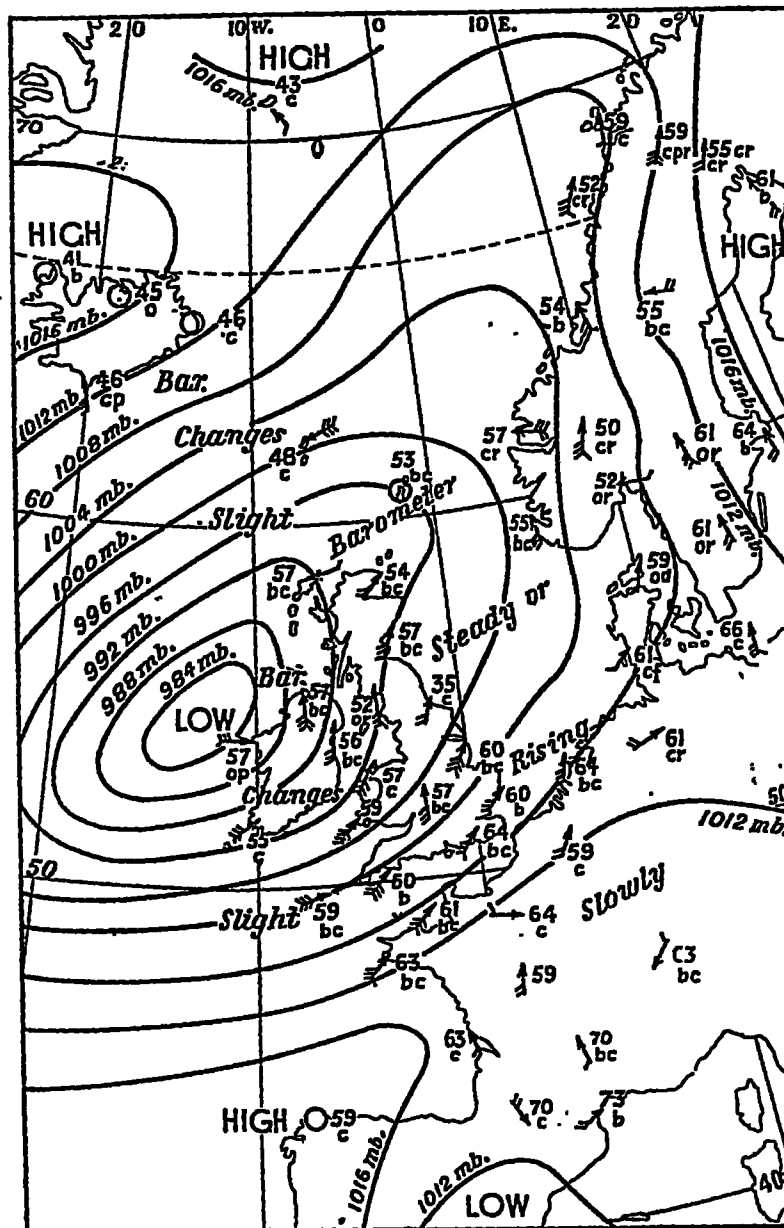 20 10 W. 0 10 E. 20
HIGH
1016 mb.
43
c
70
59
c
59
cpr
55 cr
cr
52
cr
61
b
HIGH
HIGH
41
b
45
o
46
c
54
b
55
bc
1016 mb.
1016 mb.
46
cp
Bar.
1012 mb.
1008 mb.
Changes
48
c
57
cr
50
cr
61
or
64
b
53
bc
60
1004 mb.
Slight
Barometer
52
or
55
bc
61
or
1012 mb.
1000 mb.
996 mb.
57
bc
54
bc
59
od
992 mb.
57
bc
Steady or
66
c
61
cf
988 mb.
984 mb.
Bar.
57
bc
52
or
35
c
LOW
57
op
56
bc
60
bc
Rising
61
cr
64
bc
Changes
57
c
57
bc
60
b
59
55
c
64
bc
59
c
1012 mb.
50
60
b
Slowly
Slight
59
bc
61
bc
64
c
63
bc
59
C3
bc
63
c
70
bc
HIGH
59
c
70
c
73
b
1016 mb.
1012 mb.
LOW
40